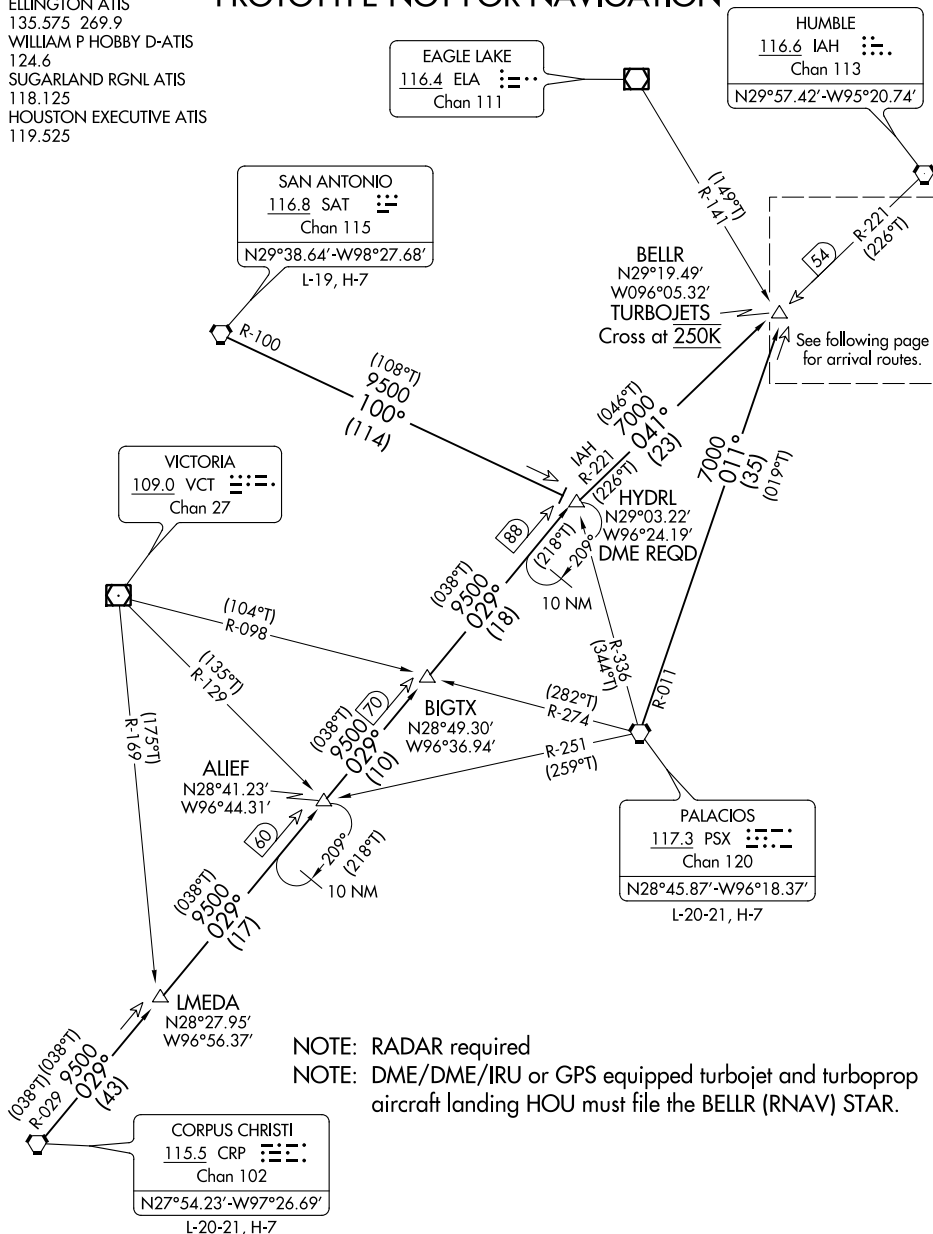 ELLINGTON ATIS
135.575 269.9
WILLIAM P HOBBY D-ATIS
124.6
SUGARLAND RGNL ATIS
118.125
HOUSTON EXECUTIVE ATIS
119.525
PROTOTYPE-NOT FOR NAVIGATION
EAGLE LAKE
116.4 ELA
Chan 111
HUMBLE
116.6 IAH
Chan 113
N29°57.42'-W95°20.74'
SAN ANTONIO
116.8 SAT
Chan 115
N29°38.64'-W98°27.68'
L-19, H-7
(149°T)
R-141
R-221
(226°T)
54
BELLR
N29°19.49'
W096°05.32'
TURBOJETS
Cross at 250K
See following page
for arrival routes.
R-100
(108°T)
9500
100°
(114)
(046°T)
7000
041°
(23)
IAH
R-221
(226°T)
7000
011°
(35)
(019°T)
VICTORIA
109.0 VCT
Chan 27
HYDRL
N29°03.22'
W96°24.19'
DME REQD
88
(218°T)
209°
10 NM
(038°T)
9500
029°
(18)
(104°T)
R-098
(135°T)
R-129
(175°T)
R-169
R-336
(344°T)
R-011
(282°T)
R-274
R-251
(259°T)
70
BIGTX
N28°49.30'
W96°36.94'
(038°T)
9500
029°
(10)
ALIEF
N28°41.23'
W96°44.31'
60
209°
(218°T)
10 NM
PALACIOS
117.3 PSX
Chan 120
N28°45.87'-W96°18.37'
L-20-21, H-7
(038°T)
9500
029°
(17)
LMEDA
N28°27.95'
W96°56.37'
(038°T)
R-029
(038°T)
9500
029°
(43)
NOTE: RADAR required
NOTE: DME/DME/IRU or GPS equipped turbojet and turboprop
aircraft landing HOU must file the BELLR (RNAV) STAR.
CORPUS CHRISTI
115.5 CRP
Chan 102
N27°54.23'-W97°26.69'
L-20-21, H-7